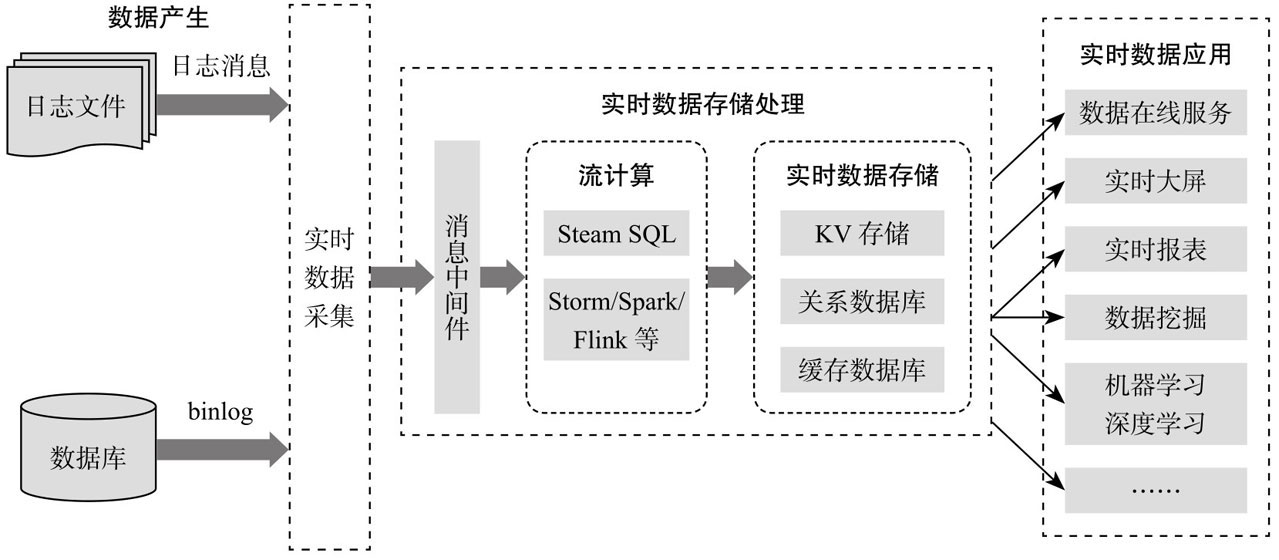 数据产生
日志文件
日志消息
数据库
binlog
实时
数据
采集
实时数据存储处理
消息中间件
流计算
Steam SQL
Storm/Spark/
Flink 等
实时数据存储
KV 存储
关系数据库
缓存数据库
实时数据应用
数据在线服务
实时大屏
实时报表
数据挖掘
机器学习
深度学习
……